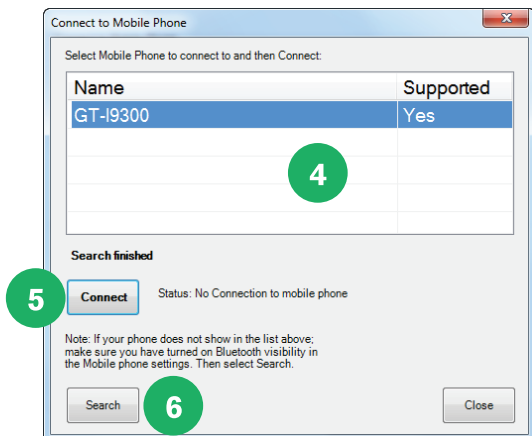 Connect to Mobile Phone
Select Mobile Phone to connect to and then Connect:
Name Supported
GT-I9300 Yes
4
Search finished
5 Connect Status: No Connection to mobile phone
Note: If your phone does not show in the list above;
make sure you have turned on Bluetooth visibility in
the Mobile phone settings. Then select Search.
Search 6 Close